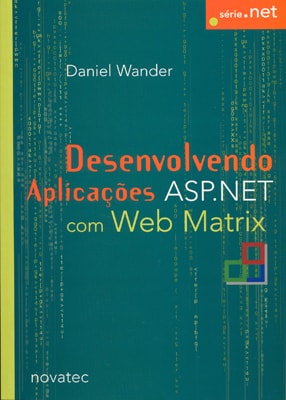 série.net
Daniel Wander
Desenvolvendo
Aplicações ASP.NET
com Web Matrix
novatec